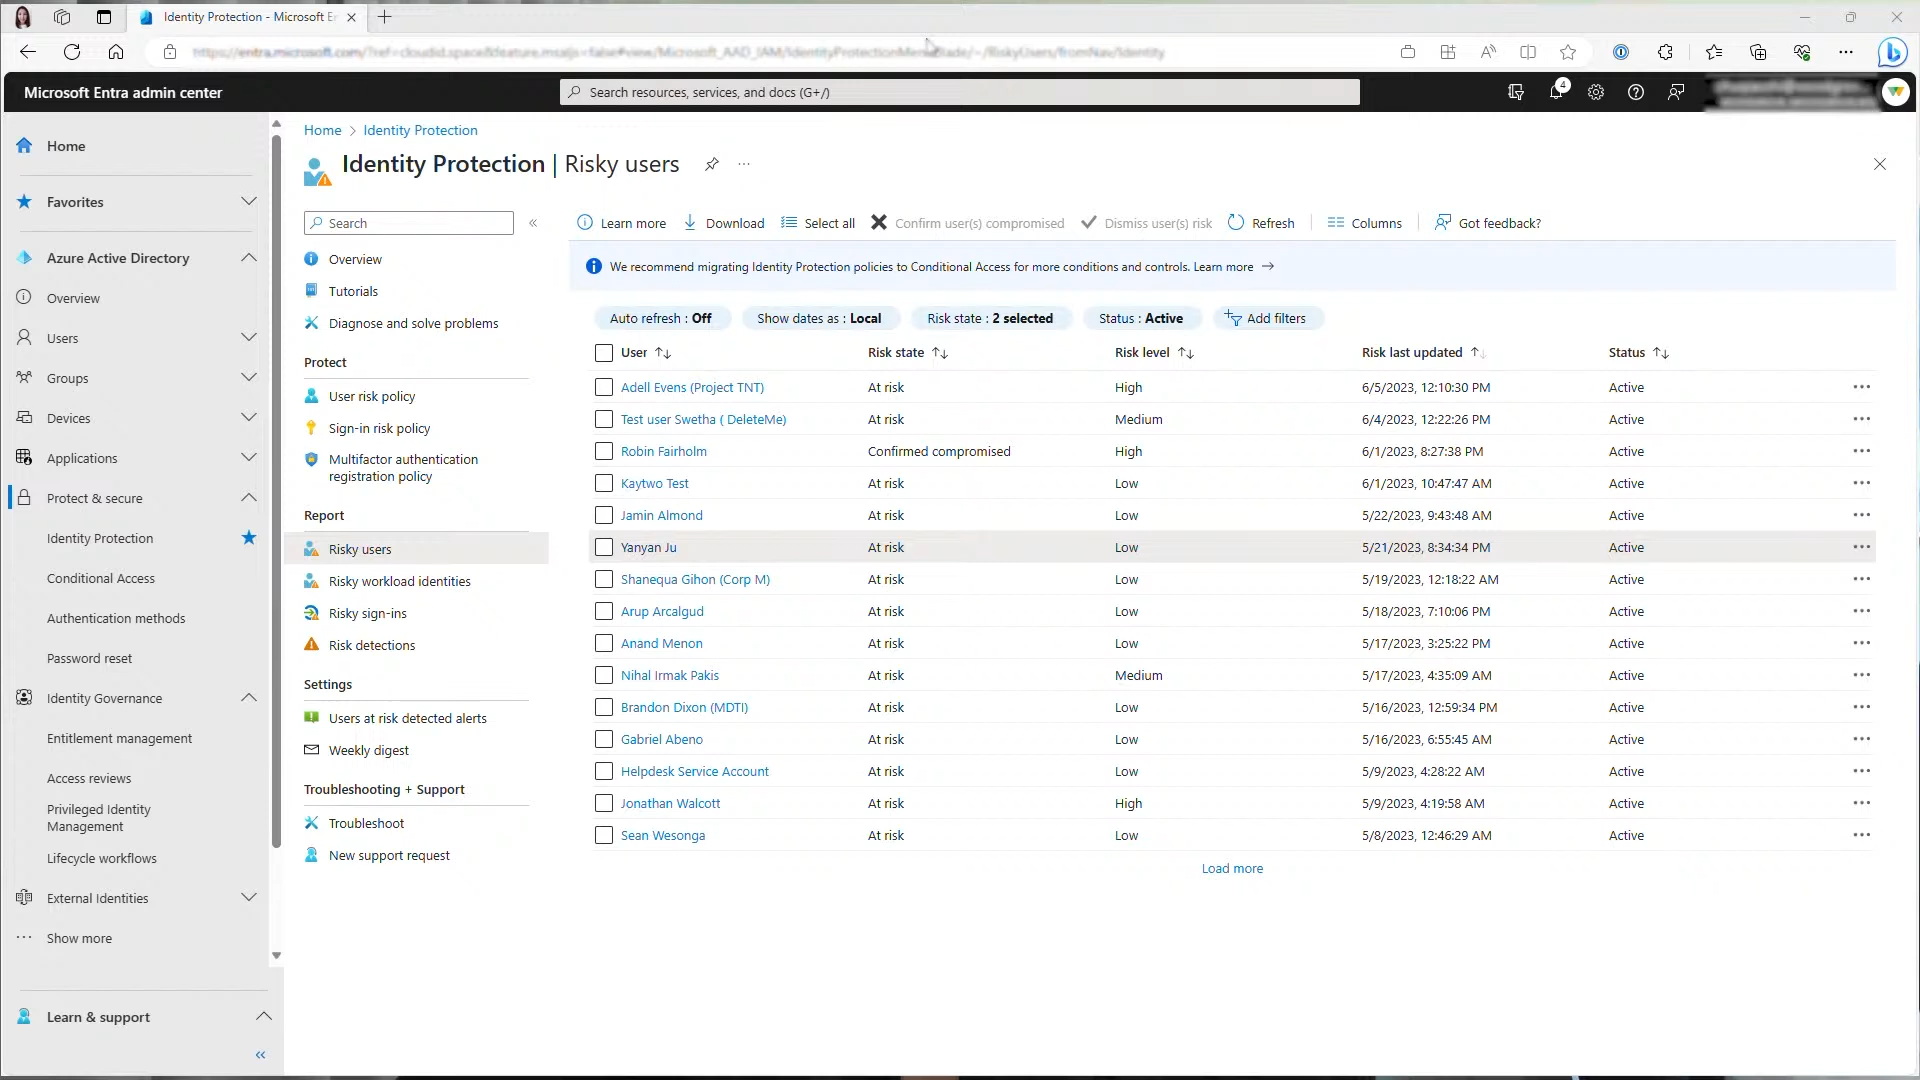 Identity Protection - Microsoft E
https://entra.microsoft.com/?ref=cloudid.space&feature.msaljs=false#view/Microsoft_AAD_IAM/IdentityProtectionMenuBlade/~/RiskyUsers/fromNav/Identity
Microsoft Entra admin center
Search resources, services, and docs (G+/)
4
Home
Favorites
Azure Active Directory
Overview
Users
Groups
Devices
Applications
Protect & secure
Identity Protection
Conditional Access
Authentication methods
Password reset
Identity Governance
Entitlement management
Access reviews
Privileged Identity
Management
Lifecycle workflows
External Identities
Show more
Learn & support
Home > Identity Protection
Identity Protection | Risky users
Search
Overview
Tutorials
Diagnose and solve problems
Protect
User risk policy
Sign-in risk policy
Multifactor authentication
registration policy
Report
Risky users
Risky workload identities
Risky sign-ins
Risk detections
Settings
Users at risk detected alerts
Weekly digest
Troubleshooting + Support
Troubleshoot
New support request
Learn more Download Select all Confirm user(s) compromised Dismiss user(s) risk Refresh Columns Got feedback?
We recommend migrating Identity Protection policies to Conditional Access for more conditions and controls. Learn more →
Auto refresh : Off Show dates as : Local Risk state : 2 selected Status : Active Add filters
User Risk state Risk level Risk last updated Status
Adell Evens (Project TNT) At risk High 6/5/2023, 12:10:30 PM Active
Test user Swetha ( DeleteMe) At risk Medium 6/4/2023, 12:22:26 PM Active
Robin Fairholm Confirmed compromised High 6/1/2023, 8:27:38 PM Active
Kaytwo Test At risk Low 6/1/2023, 10:47:47 AM Active
Jamin Almond At risk Low 5/22/2023, 9:43:48 AM Active
Yanyan Ju At risk Low 5/21/2023, 8:34:34 PM Active
Shanequa Gihon (Corp M) At risk Low 5/19/2023, 12:18:22 AM Active
Arup Arcalgud At risk Low 5/18/2023, 7:10:06 PM Active
Anand Menon At risk Low 5/17/2023, 3:25:22 PM Active
Nihal Irmak Pakis At risk Medium 5/17/2023, 4:35:09 AM Active
Brandon Dixon (MDTI) At risk Low 5/16/2023, 12:59:34 PM Active
Gabriel Abeno At risk Low 5/16/2023, 6:55:45 AM Active
Helpdesk Service Account At risk Low 5/9/2023, 4:28:22 AM Active
Jonathan Walcott At risk High 5/9/2023, 4:19:58 AM Active
Sean Wesonga At risk Low 5/8/2023, 12:46:29 AM Active
Load more